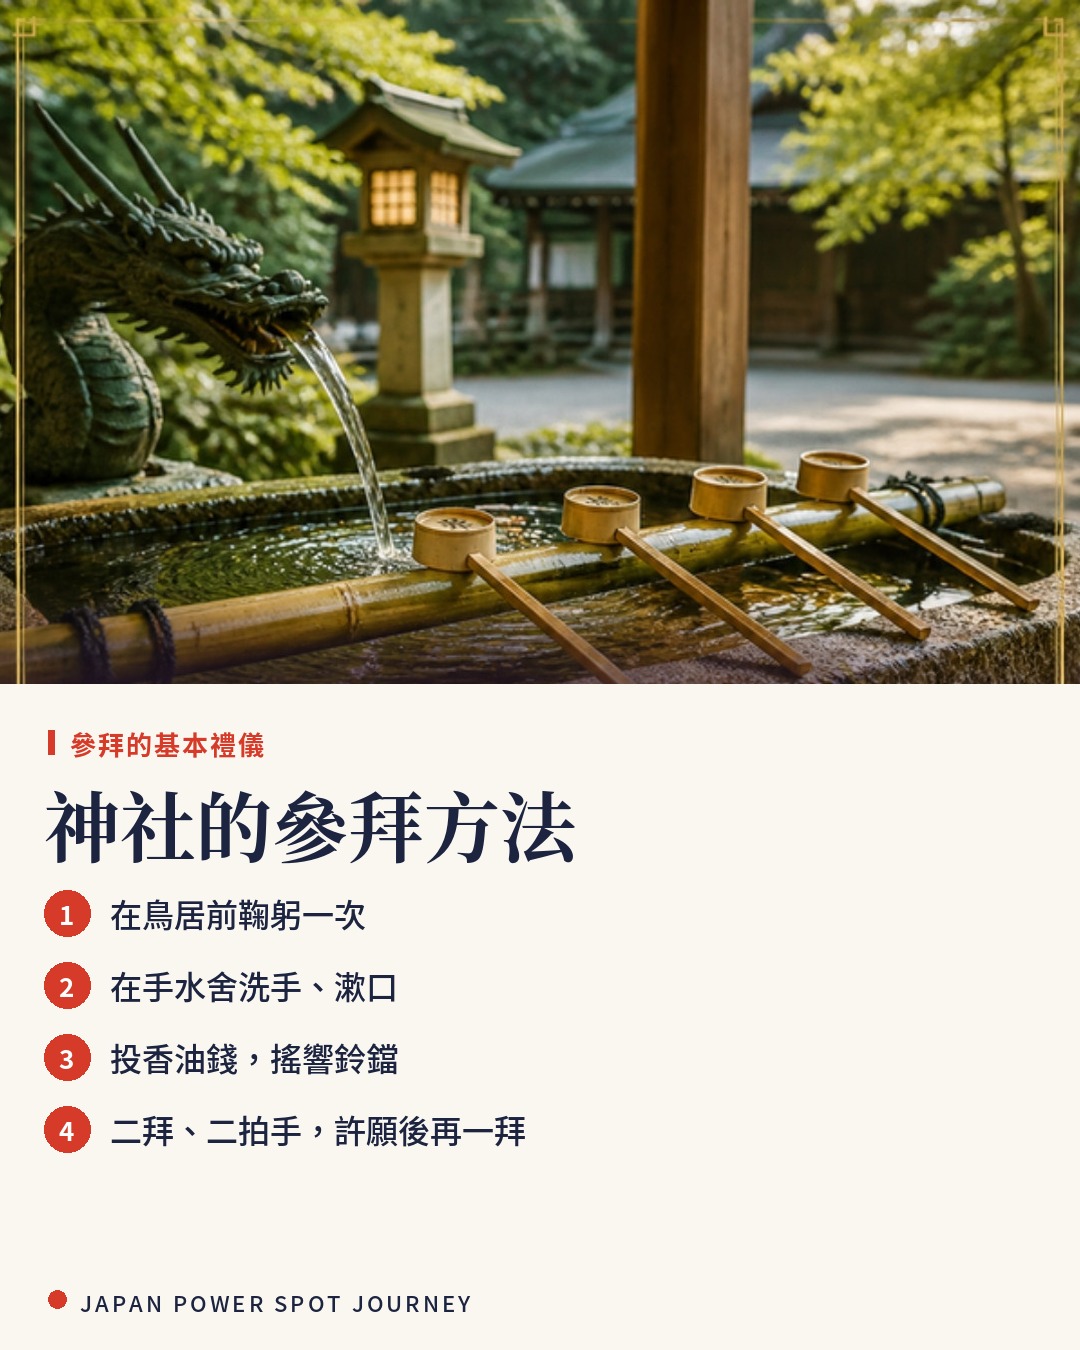 參拜的基本禮儀
神社的參拜方法
1 在鳥居前鞠躬一次
2 在手水舍洗手、漱口
3 投香油錢，搖響鈴鐺
4 二拜、二拍手，許願後再一拜
JAPAN POWER SPOT JOURNEY